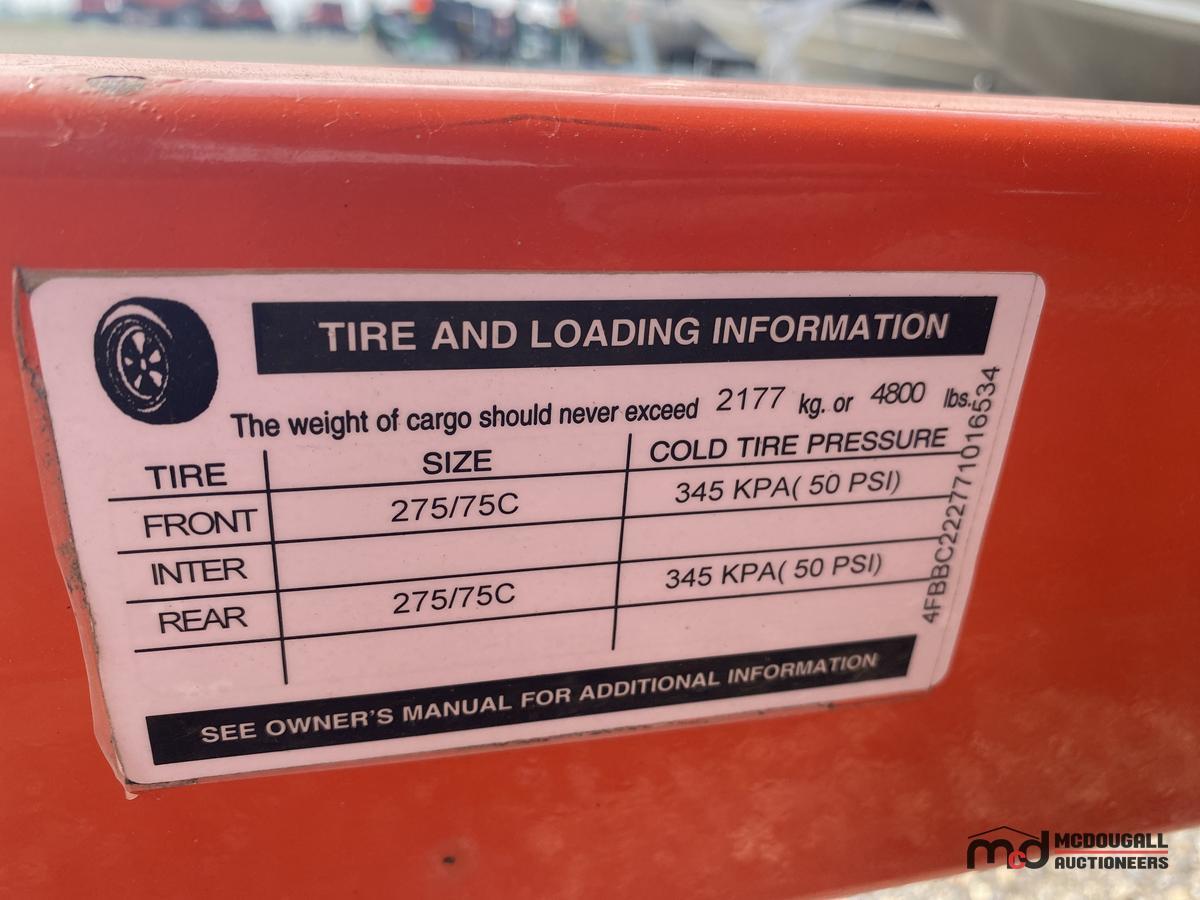 TIRE AND LOADING INFORMATION
The weight of cargo should never exceed 2177 kg. or 4800 lbs.
TIRE SIZE COLD TIRE PRESSURE
FRONT 275/75C 345 KPA( 50 PSI)
INTER
REAR 275/75C 345 KPA( 50 PSI)
SEE OWNER'S MANUAL FOR ADDITIONAL INFORMATION
4FBBC222771016534
mcd MCDOUGALL
AUCTIONEERS